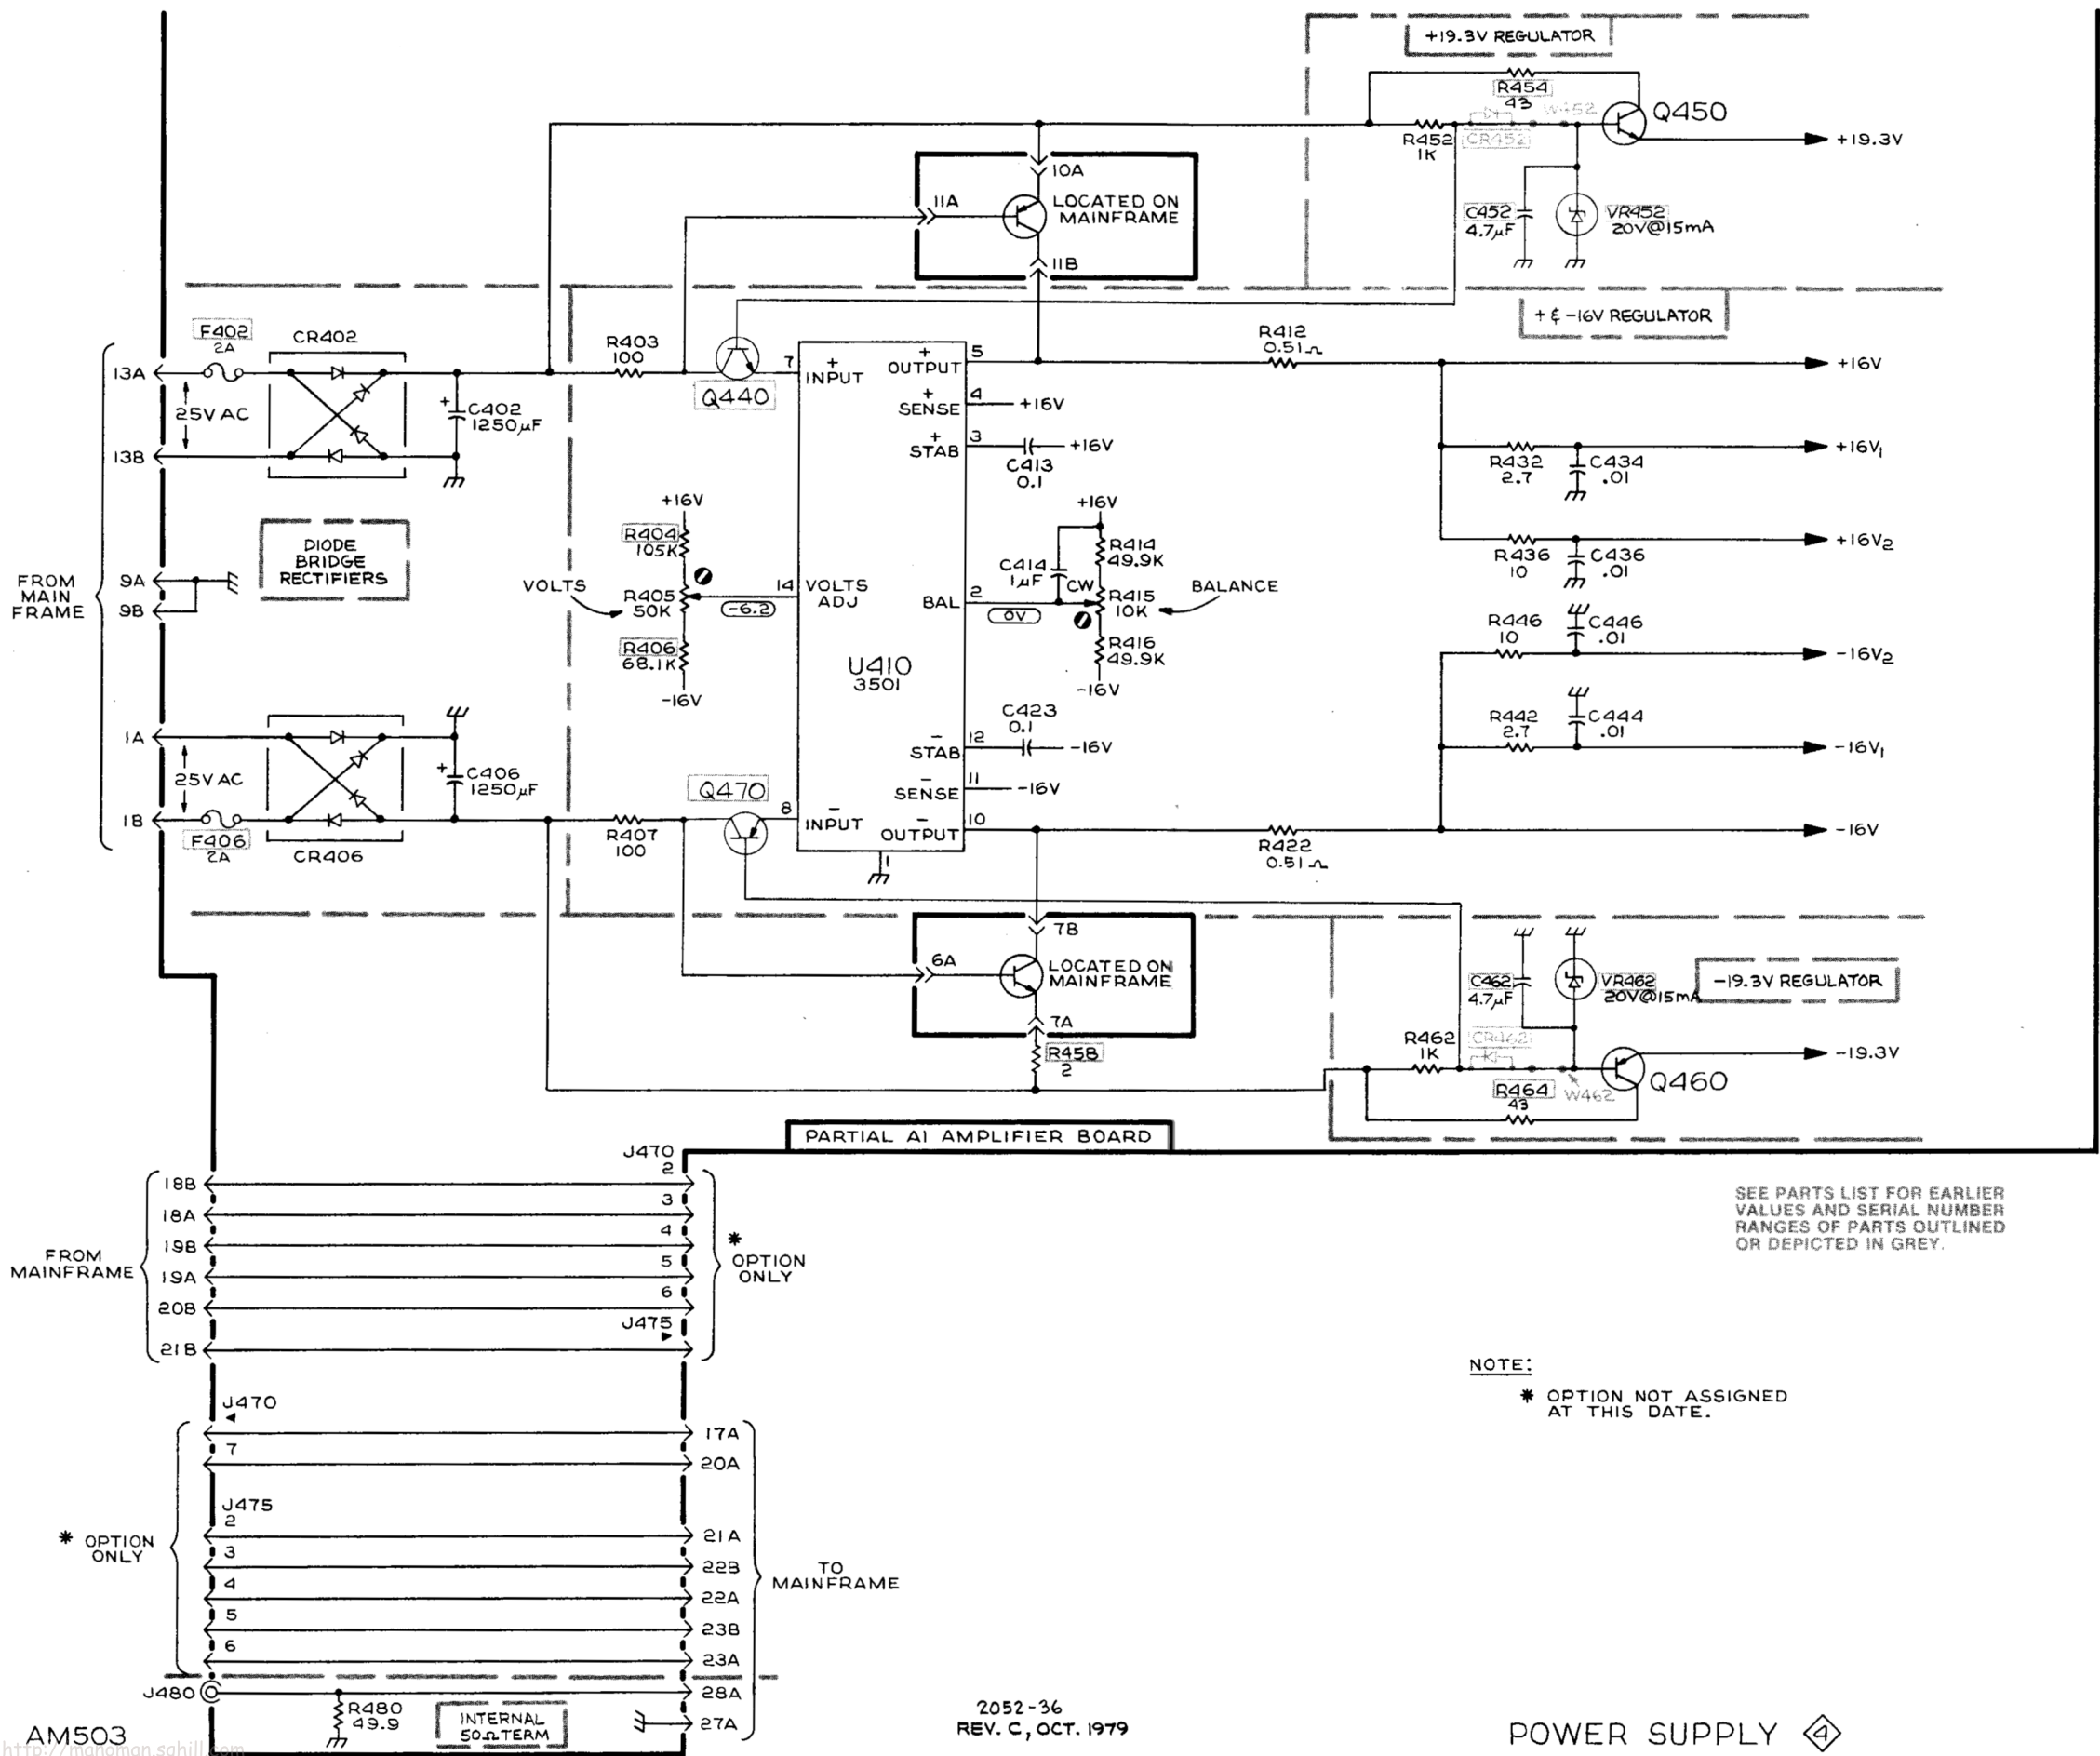 +19.3V REGULATOR
R454
43
W452
Q450
R452
1K
CR452
+19.3V
10A
11A
LOCATED ON
MAINFRAME
C452
4.7µF
VR452
20V@15mA
11B
+ & -16V REGULATOR
F402
2A
CR402
R403
100
R412
0.51Ω
13A
25V AC
+
C402
1250µF
Q440
7
+
INPUT
+
OUTPUT
5
+16V
+
SENSE
4
+16V
13B
+
STAB
3
+16V
C413
0.1
R432
2.7
C434
.01
+16V₁
+16V
R404
105K
+16V
R414
49.9K
R436
10
C436
.01
+16V₂
DIODE
BRIDGE
RECTIFIERS
FROM
MAIN
FRAME
9A
9B
VOLTS
R405
50K
-6.2
14
VOLTS
ADJ
C414
1µF
CW
BAL
2
0V
R415
10K
BALANCE
R406
68.1K
-16V
U410
3501
R416
49.9K
-16V
R446
10
C446
.01
-16V₂
1A
25V AC
+
C406
1250µF
C423
0.1
-
STAB
12
-16V
R442
2.7
C444
.01
-16V₁
-
SENSE
11
-16V
Q470
1B
F406
2A
CR406
R407
100
8
-
INPUT
-
OUTPUT
10
R422
0.51Ω
-16V
1
7B
6A
LOCATED ON
MAINFRAME
7A
R458
2
C462
4.7µF
VR462
20V@15mA
-19.3V REGULATOR
R462
1K
CR462
-19.3V
Q460
R464
43
W462
PARTIAL A1 AMPLIFIER BOARD
J470
2
18B
3
18A
4
19B
5
19A
6
20B
J475
21B
FROM
MAINFRAME
*
OPTION
ONLY
SEE PARTS LIST FOR EARLIER
VALUES AND SERIAL NUMBER
RANGES OF PARTS OUTLINED
OR DEPICTED IN GREY.
NOTE:
* OPTION NOT ASSIGNED
AT THIS DATE.
J470
17A
7
20A
J475
2
21A
3
22B
4
22A
5
23B
6
23A
* OPTION
ONLY
TO
MAINFRAME
J480
28A
R480
49.9
INTERNAL
50Ω TERM
27A
AM503
2052-36
REV. C, OCT. 1979
POWER SUPPLY 4
http://manoman.sqhill.com